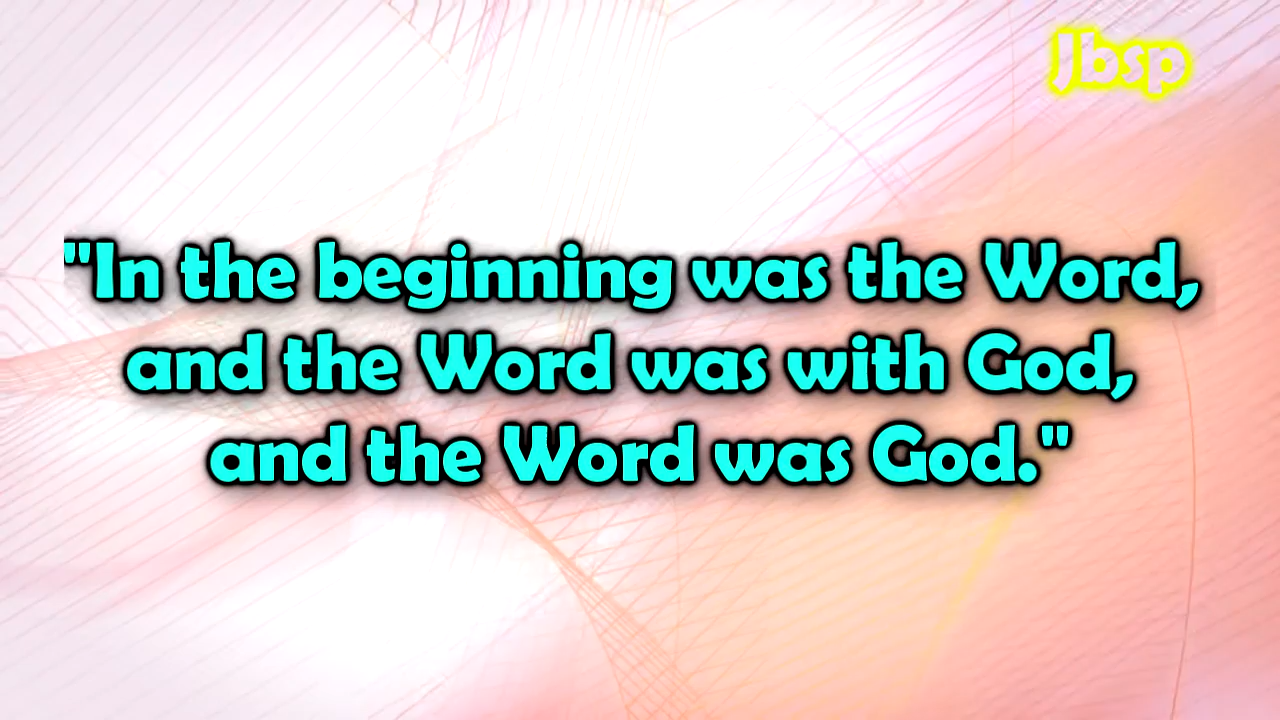 Jbsp
"In the beginning was the Word,
and the Word was with God,
and the Word was God."